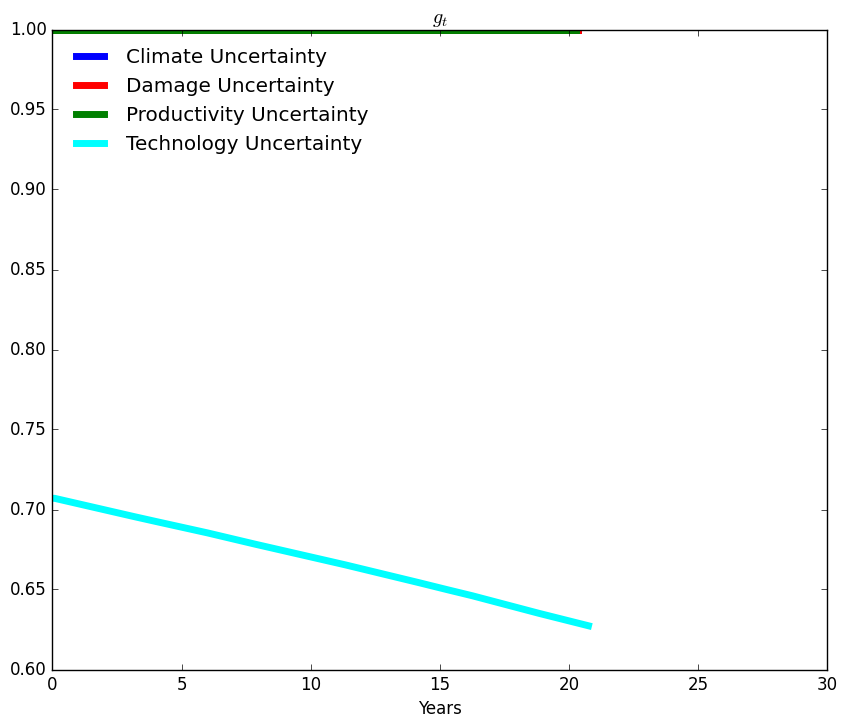 g_t
1.00
0.95
0.90
0.85
0.80
0.75
0.70
0.65
0.60
Climate Uncertainty
Damage Uncertainty
Productivity Uncertainty
Technology Uncertainty
0 5 10 15 20 25 30
Years